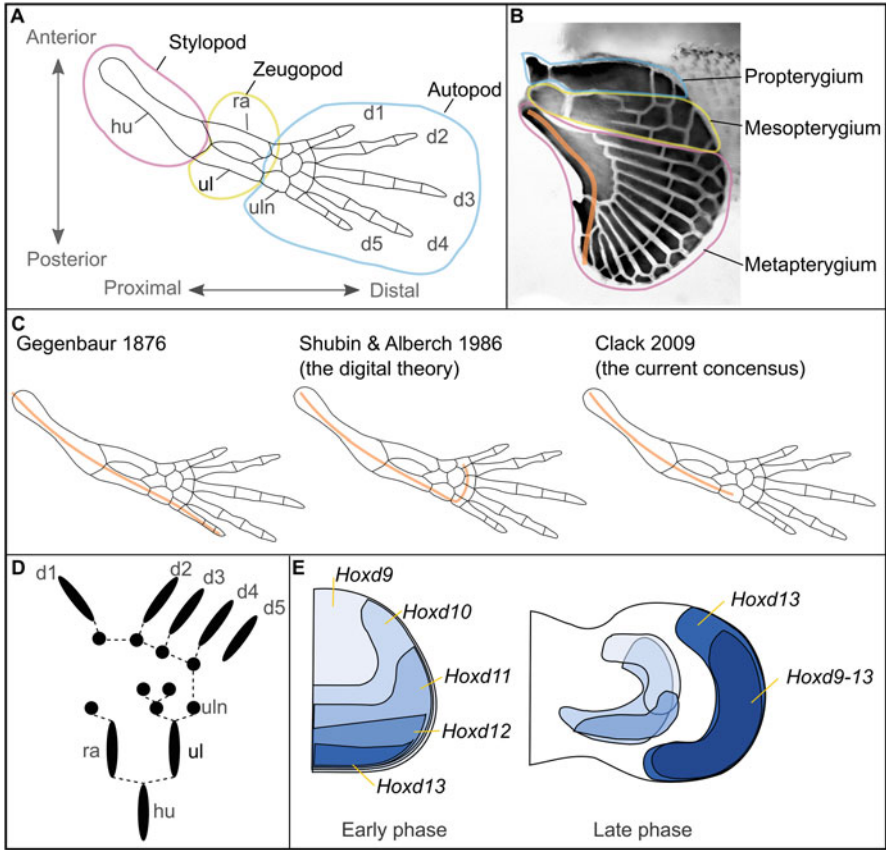 A
Anterior
Posterior
Proximal
Distal
Stylopod
Zeugopod
Autopod
hu
ra
ul
uln
d1
d2
d3
d4
d5
B
Propterygium
Mesopterygium
Metapterygium
C
Gegenbaur 1876
Shubin & Alberch 1986
(the digital theory)
Clack 2009
(the current concensus)
D
d1
d2
d3
d4
d5
uln
ra
ul
hu
E
Hoxd9
Hoxd10
Hoxd11
Hoxd12
Hoxd13
Early phase
Hoxd13
Hoxd9-13
Late phase